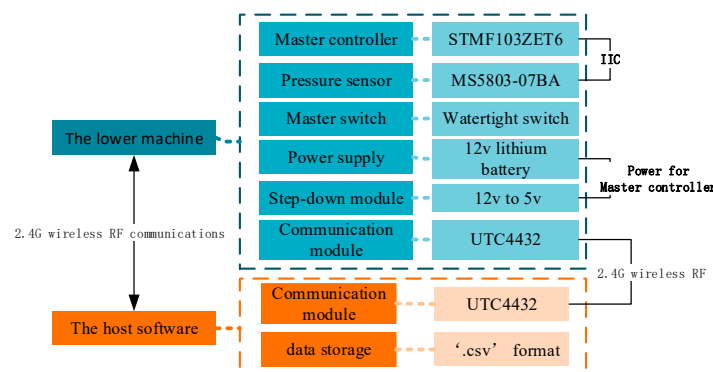 Master controller
STMF103ZET6
IIC
Pressure sensor
MS5803-07BA
Master switch
Watertight switch
The lower machine
Power supply
12v lithium
battery
Power for
Master controller
Step-down module
12v to 5v
Communication
module
UTC4432
2.4G wireless RF communications
2.4G wireless RF
Communication
module
UTC4432
The host software
data storage
‘.csv’ format